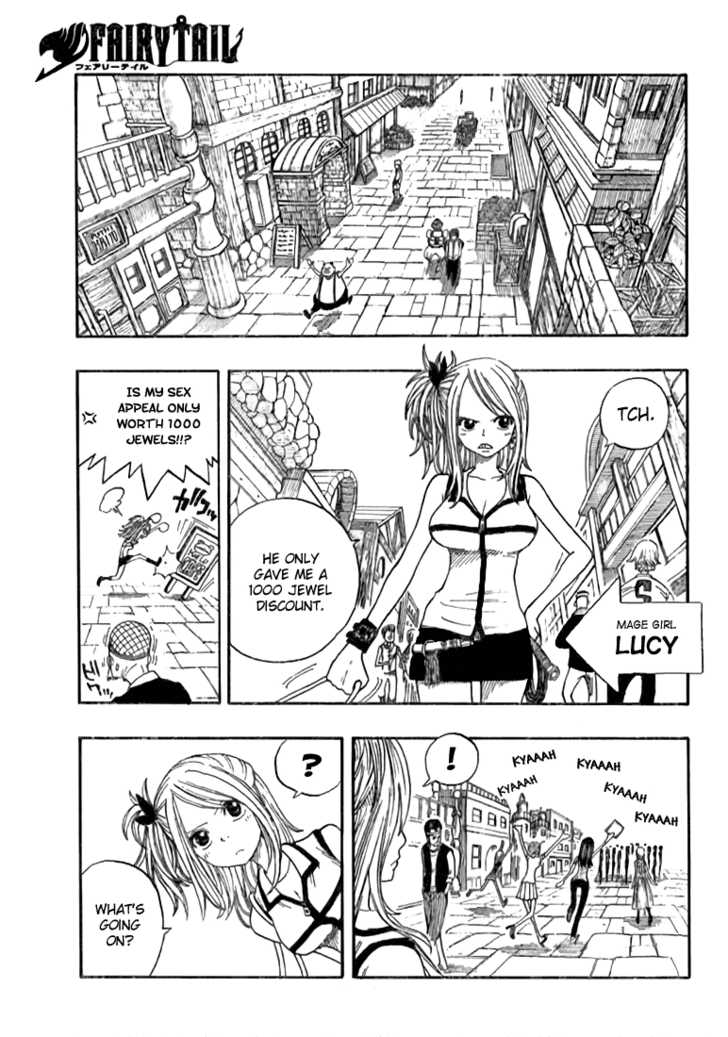 FAIRY TAIL
フェアリーテイル
TCH.
HE ONLY
GAVE ME A
1000 JEWEL
DISCOUNT.
MAGE GIRL
LUCY
IS MY SEX
APPEAL ONLY
WORTH 1000
JEWELS!!?
!
KYAAAH
KYAAAH
KYAAAH
KYAAAH
KYAAAH
?
WHAT'S
GOING
ON?